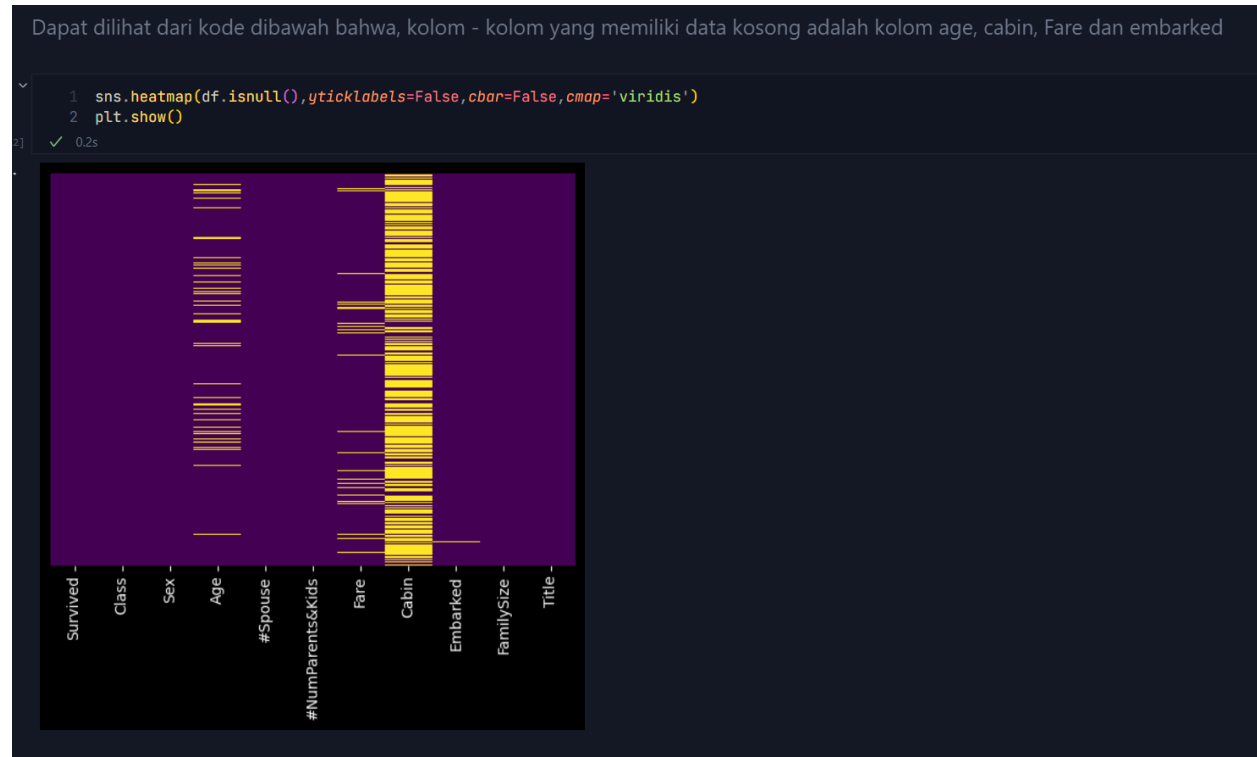 Dapat dilihat dari kode dibawah bahwa, kolom - kolom yang memiliki data kosong adalah kolom age, cabin, Fare dan embarked
1 sns.heatmap(df.isnull(),yticklabels=False,cbar=False,cmap='viridis')
2 plt.show()
2] ✓ 0.2s
Survived
Class
Sex
Age
#Spouse
#NumParents&Kids
Fare
Cabin
Embarked
FamilySize
Title